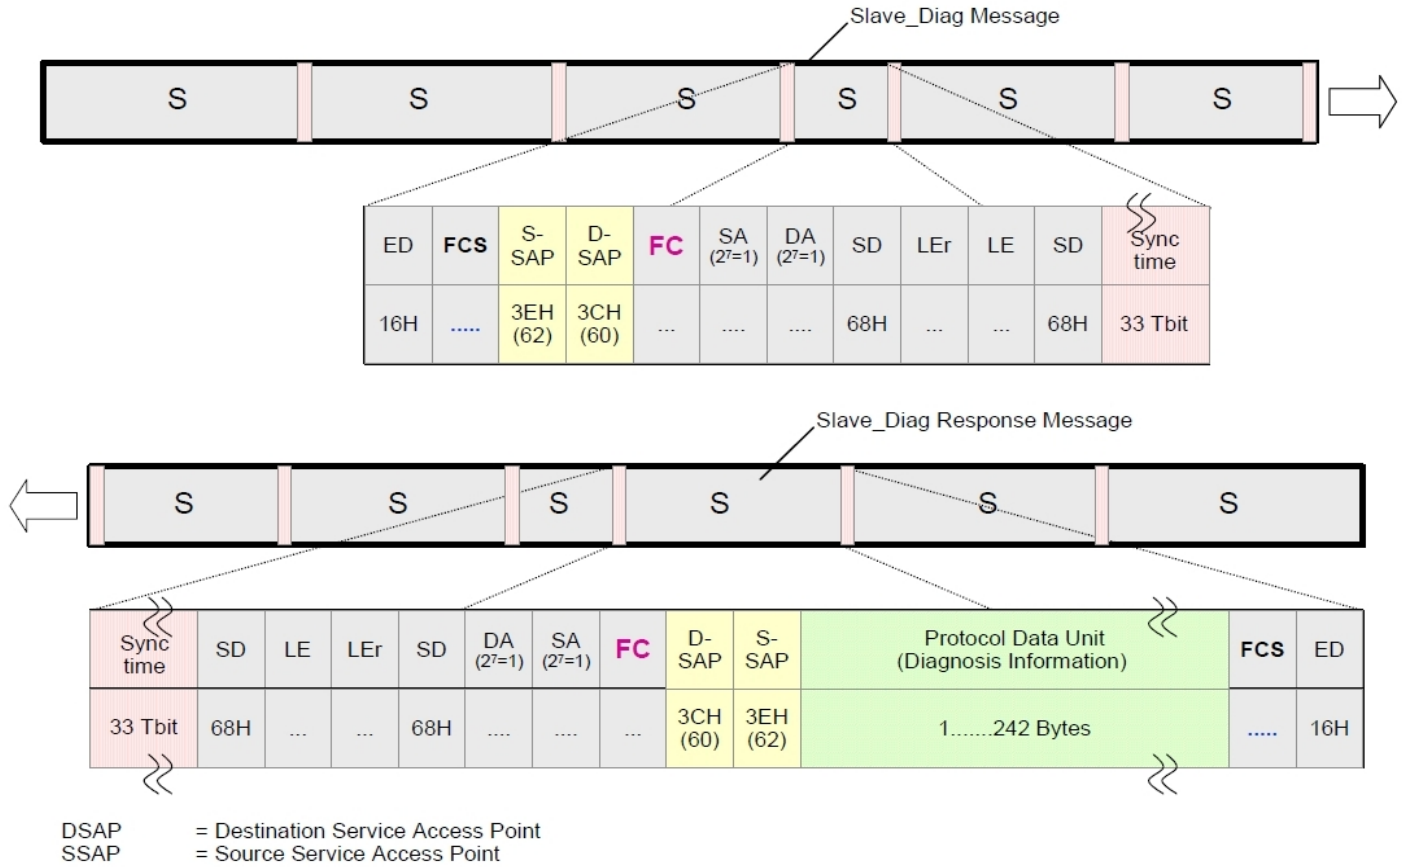 Slave_Diag Message
S S S S S S
ED FCS S-SAP D-SAP FC SA (2⁷=1) DA (2⁷=1) SD LEr LE SD Sync time
16H ..... 3EH (62) 3CH (60) ... .... .... 68H ... ... 68H 33 Tbit
Slave_Diag Response Message
S S S S S S
Sync time SD LE LEr SD DA (2⁷=1) SA (2⁷=1) FC D-SAP S-SAP Protocol Data Unit (Diagnosis Information) FCS ED
33 Tbit 68H ... ... 68H .... .... ... 3CH (60) 3EH (62) 1.......242 Bytes ..... 16H
DSAP = Destination Service Access Point
SSAP = Source Service Access Point